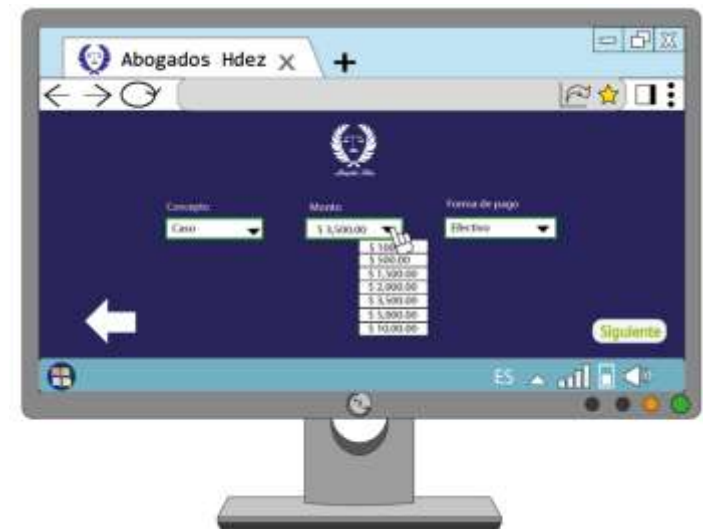 Abogados Hdez
Concepto
Monto
Forma de pago
Caso
$ 3,500.00
Efectivo
$ 500.00
$ 1,500.00
$ 2,000.00
$ 3,500.00
$ 5,000.00
$ 10,00.00
Siguiente
ES